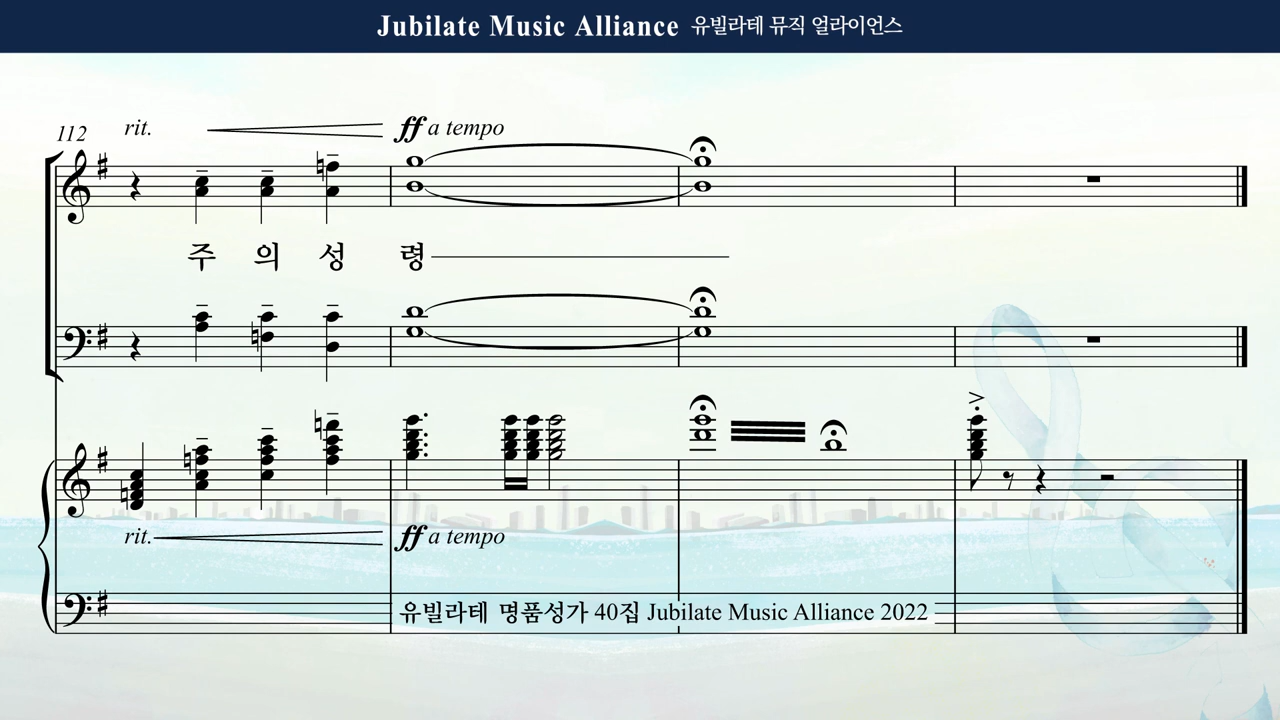 Jubilate Music Alliance 유빌라테 뮤직 얼라이언스
112 rit. ff a tempo
주 의 성 령
rit. ff a tempo
유빌라테 명품성가 40집 Jubilate Music Alliance 2022